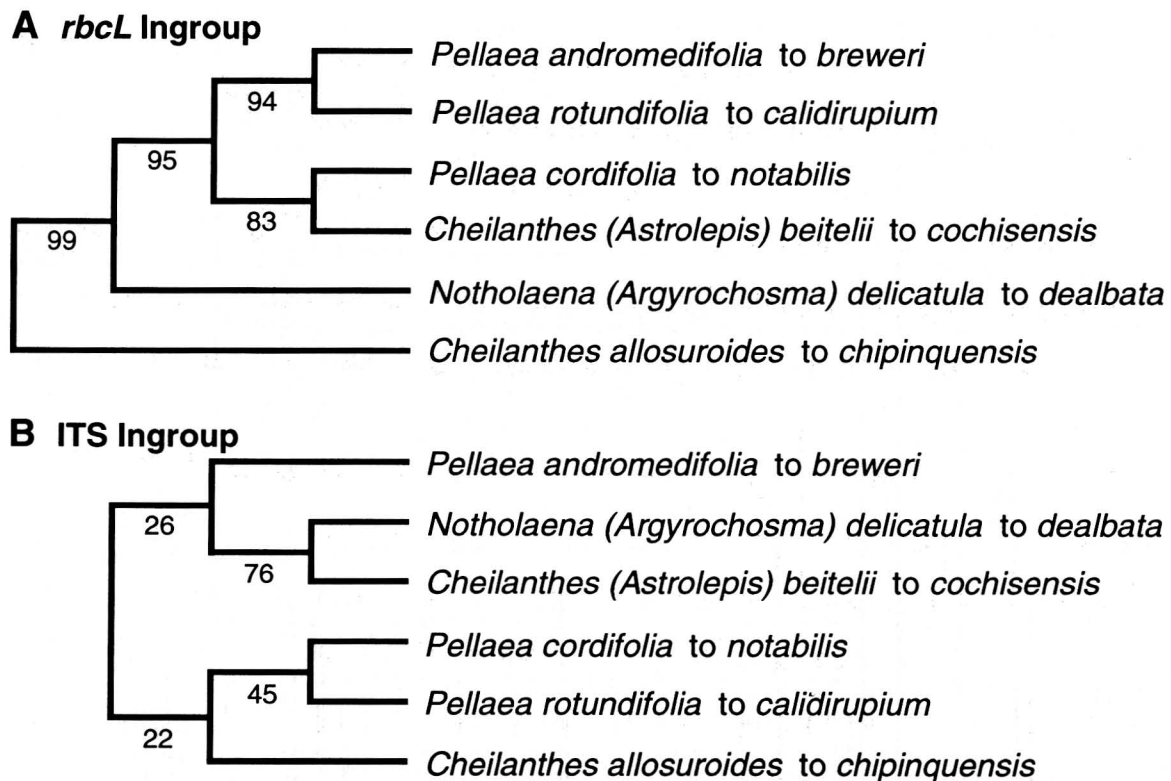 A rbcL Ingroup
Pellaea andromedifolia to breweri
94
Pellaea rotundifolia to calidirupium
95
Pellaea cordifolia to notabilis
83
Cheilanthes (Astrolepis) beitelii to cochisensis
99
Notholaena (Argyrochosma) delicatula to dealbata
Cheilanthes allosuroides to chipinquensis
B ITS Ingroup
Pellaea andromedifolia to breweri
26
Notholaena (Argyrochosma) delicatula to dealbata
76
Cheilanthes (Astrolepis) beitelii to cochisensis
Pellaea cordifolia to notabilis
45
Pellaea rotundifolia to calidirupium
22
Cheilanthes allosuroides to chipinquensis